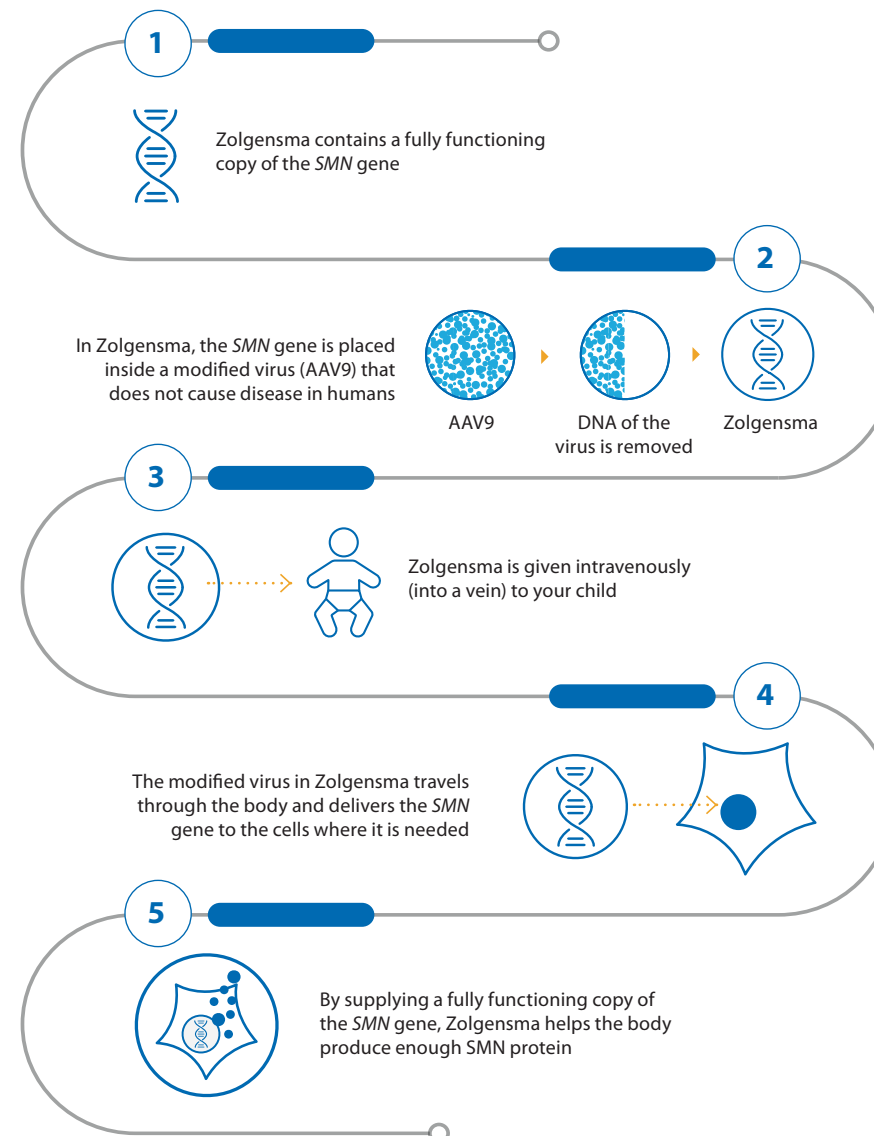 1
Zolgensma contains a fully functioning
copy of the SMN gene
2
In Zolgensma, the SMN gene is placed
inside a modified virus (AAV9) that
does not cause disease in humans
AAV9
DNA of the
virus is removed
Zolgensma
3
Zolgensma is given intravenously
(into a vein) to your child
4
The modified virus in Zolgensma travels
through the body and delivers the SMN
gene to the cells where it is needed
5
By supplying a fully functioning copy of
the SMN gene, Zolgensma helps the body
produce enough SMN protein